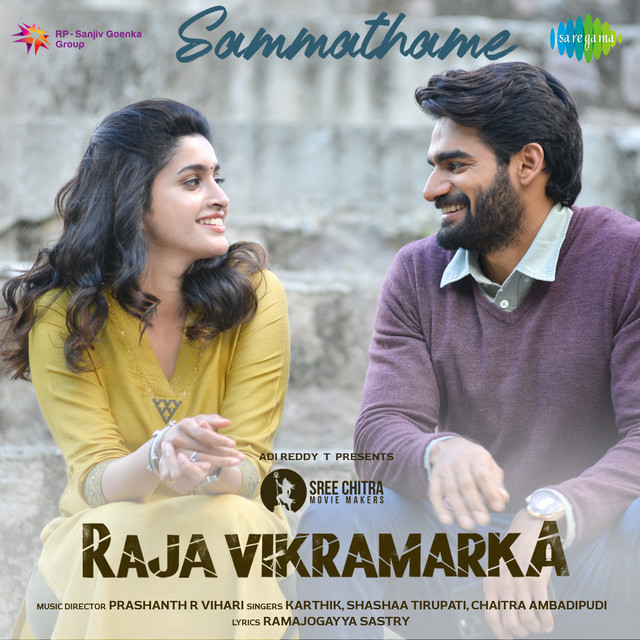 RP - Sanjiv Goenka
Group
Sammathame
saregama
ADI REDDY T PRESENTS
SREE CHITRA
MOVIE MAKERS
RAJA VIKRAMARKA
MUSIC DIRECTOR PRASHANTH R VIHARI SINGERS KARTHIK, SHASHAA TIRUPATI, CHAITRA AMBADIPUDI
LYRICS RAMAJOGAYYA SASTRY